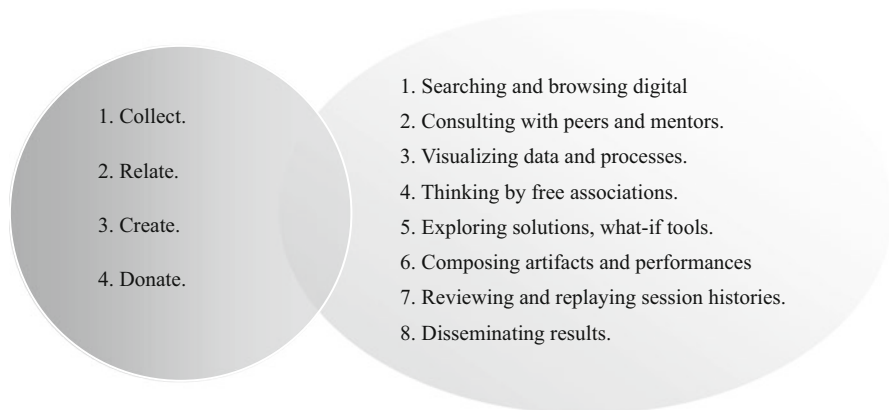 1. Collect.
2. Relate.
3. Create.
4. Donate.
1. Searching and browsing digital
2. Consulting with peers and mentors.
3. Visualizing data and processes.
4. Thinking by free associations.
5. Exploring solutions, what-if tools.
6. Composing artifacts and performances
7. Reviewing and replaying session histories.
8. Disseminating results.